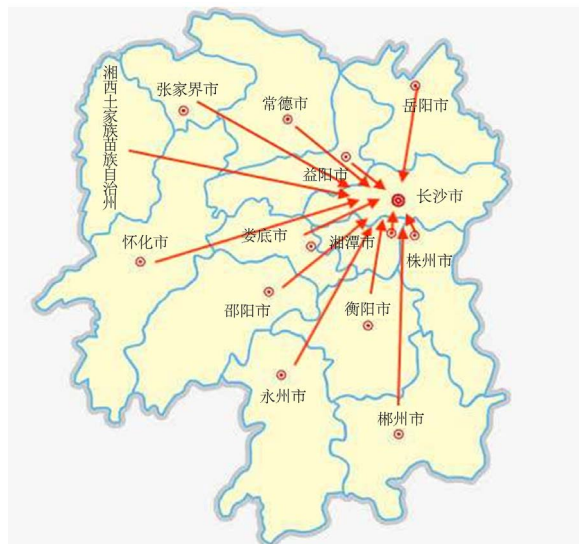 湘西土家族苗族自治州
张家界市
常德市
岳阳市
益阳市
长沙市
怀化市
娄底市
湘潭市
株州市
邵阳市
衡阳市
永州市
郴州市